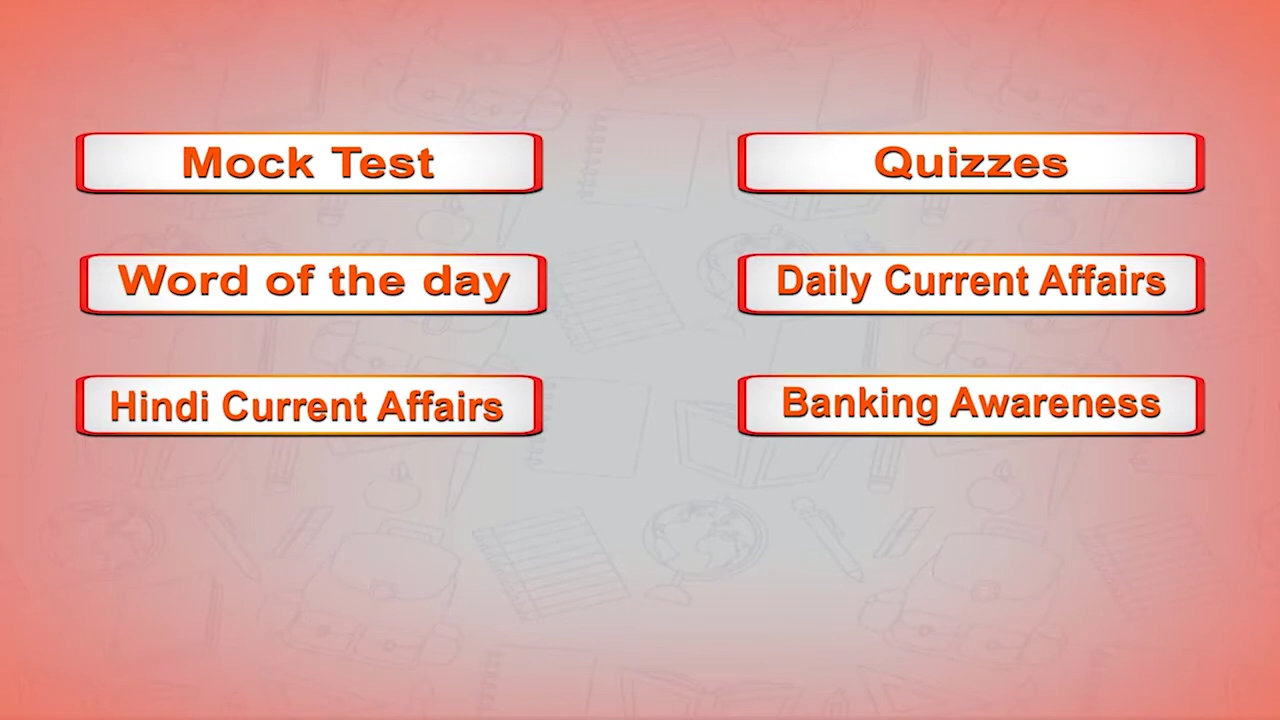 Mock Test
Quizzes
Word of the day
Daily Current Affairs
Hindi Current Affairs
Banking Awareness